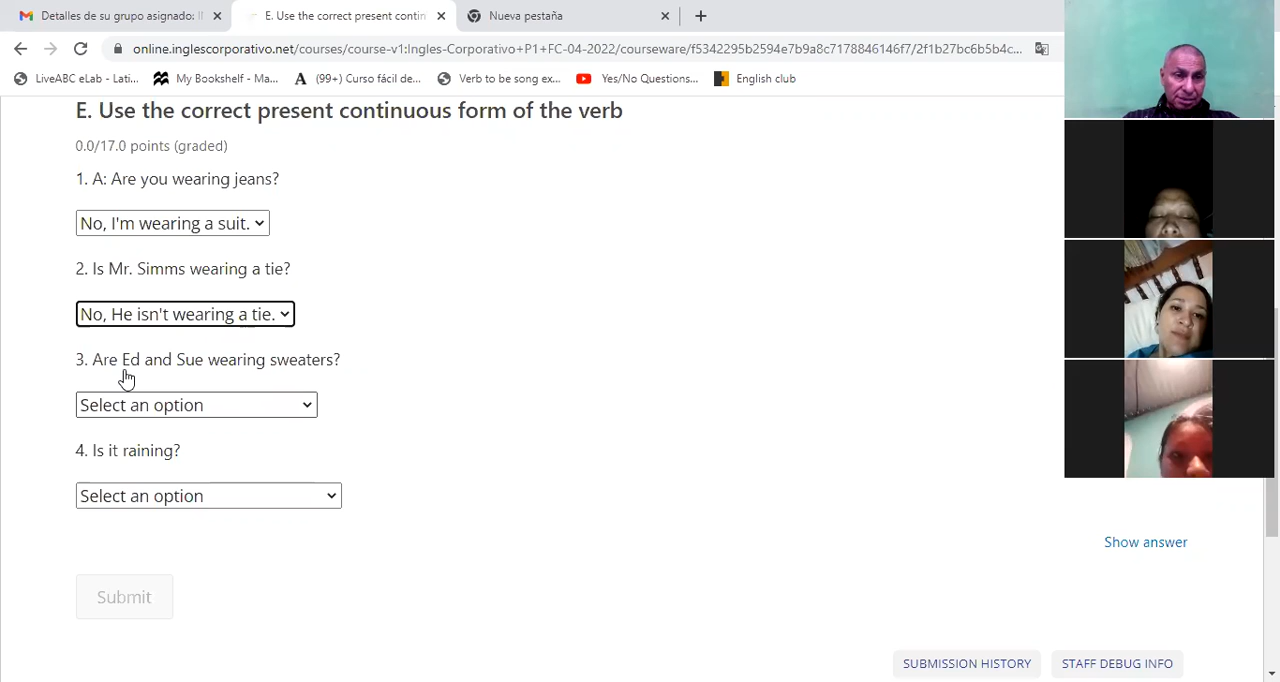 Detalles de su grupo asignado: I
E. Use the correct present contin
Nueva pestaña
online.inglescorporativo.net/courses/course-v1:Ingles-Corporativo+P1+FC-04-2022/courseware/f5342295b2594e7b9a8c7178846146f7/2f1b27bc6b5b4c...
LiveABC eLab - Lati...
My Bookshelf - Ma...
(99+) Curso fácil de...
Verb to be song ex...
Yes/No Questions...
English club
E. Use the correct present continuous form of the verb
0.0/17.0 points (graded)
1. A: Are you wearing jeans?
No, I'm wearing a suit.
2. Is Mr. Simms wearing a tie?
No, He isn't wearing a tie.
3. Are Ed and Sue wearing sweaters?
Select an option
4. Is it raining?
Select an option
Show answer
Submit
SUBMISSION HISTORY
STAFF DEBUG INFO